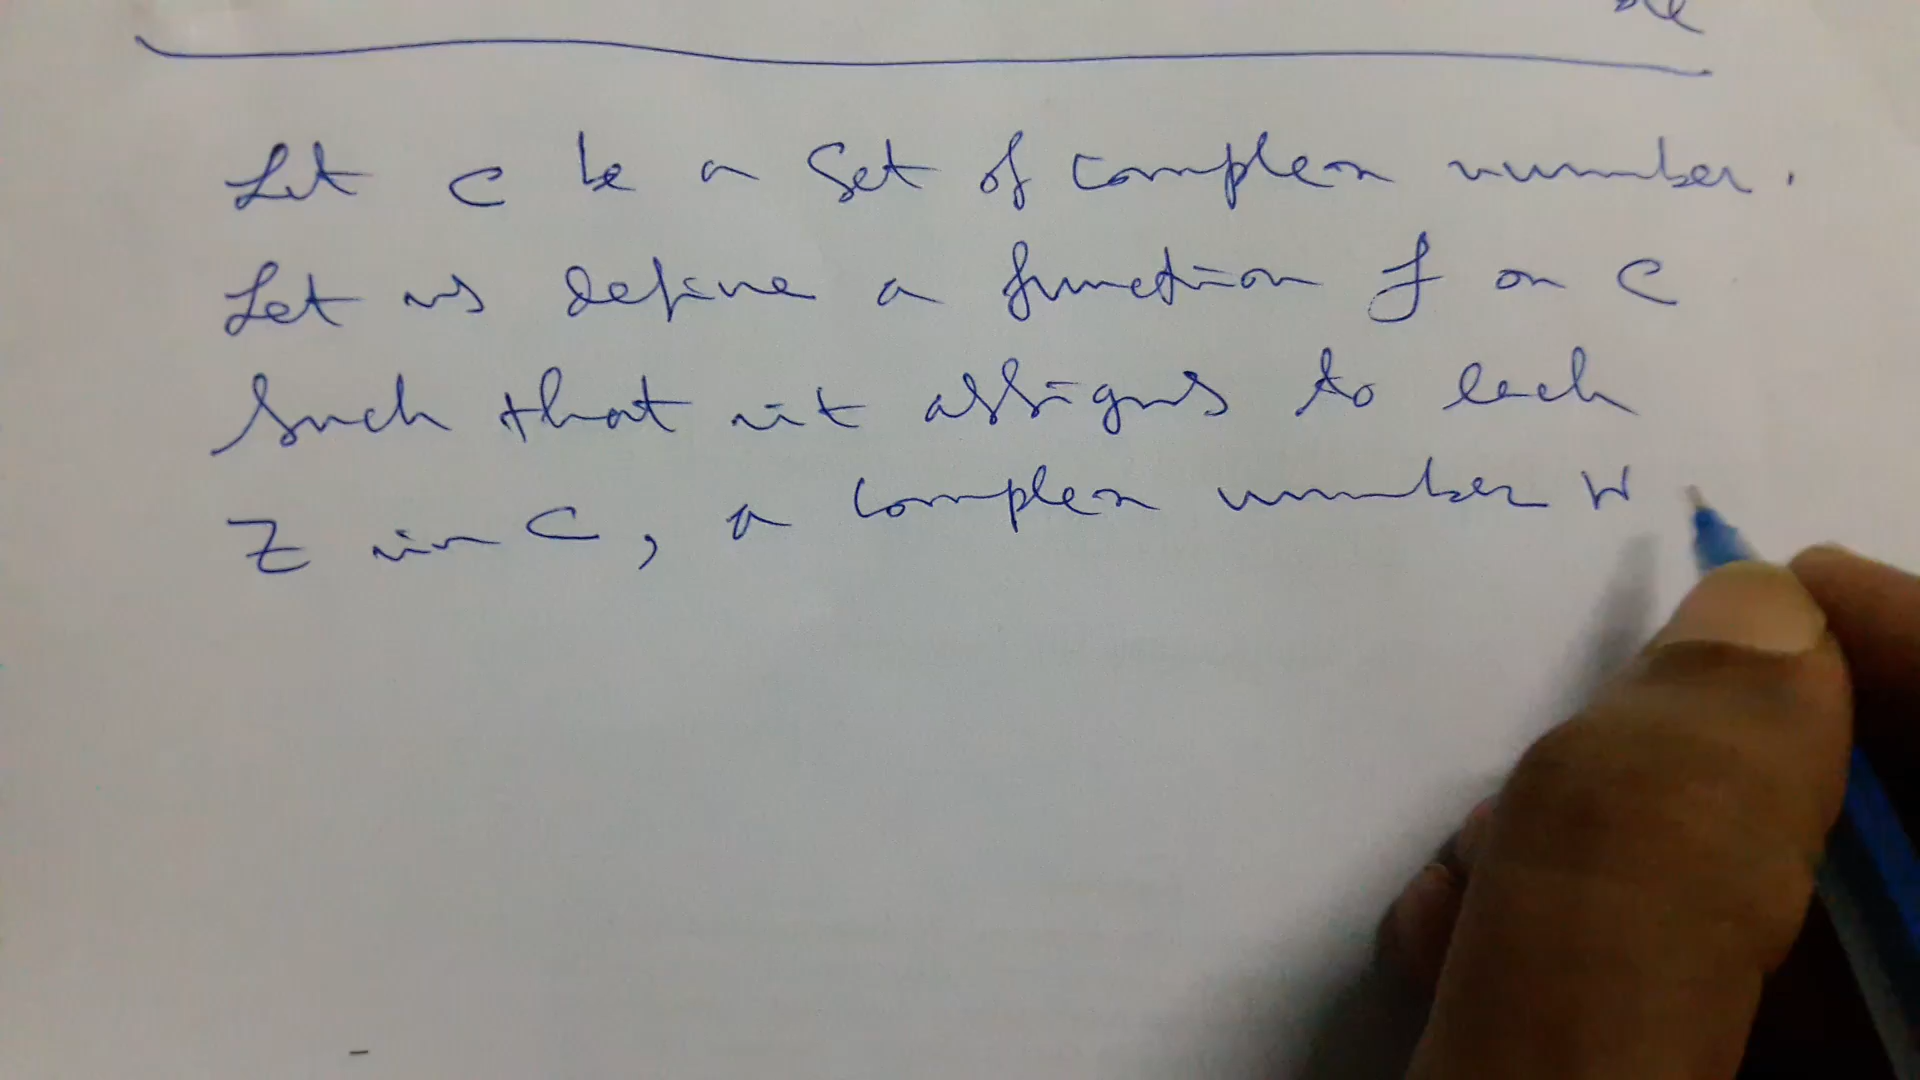 Let C be a Set of complex number.
Let us define a function f on C
Such that it assigns to each
Z in C, a complex number W